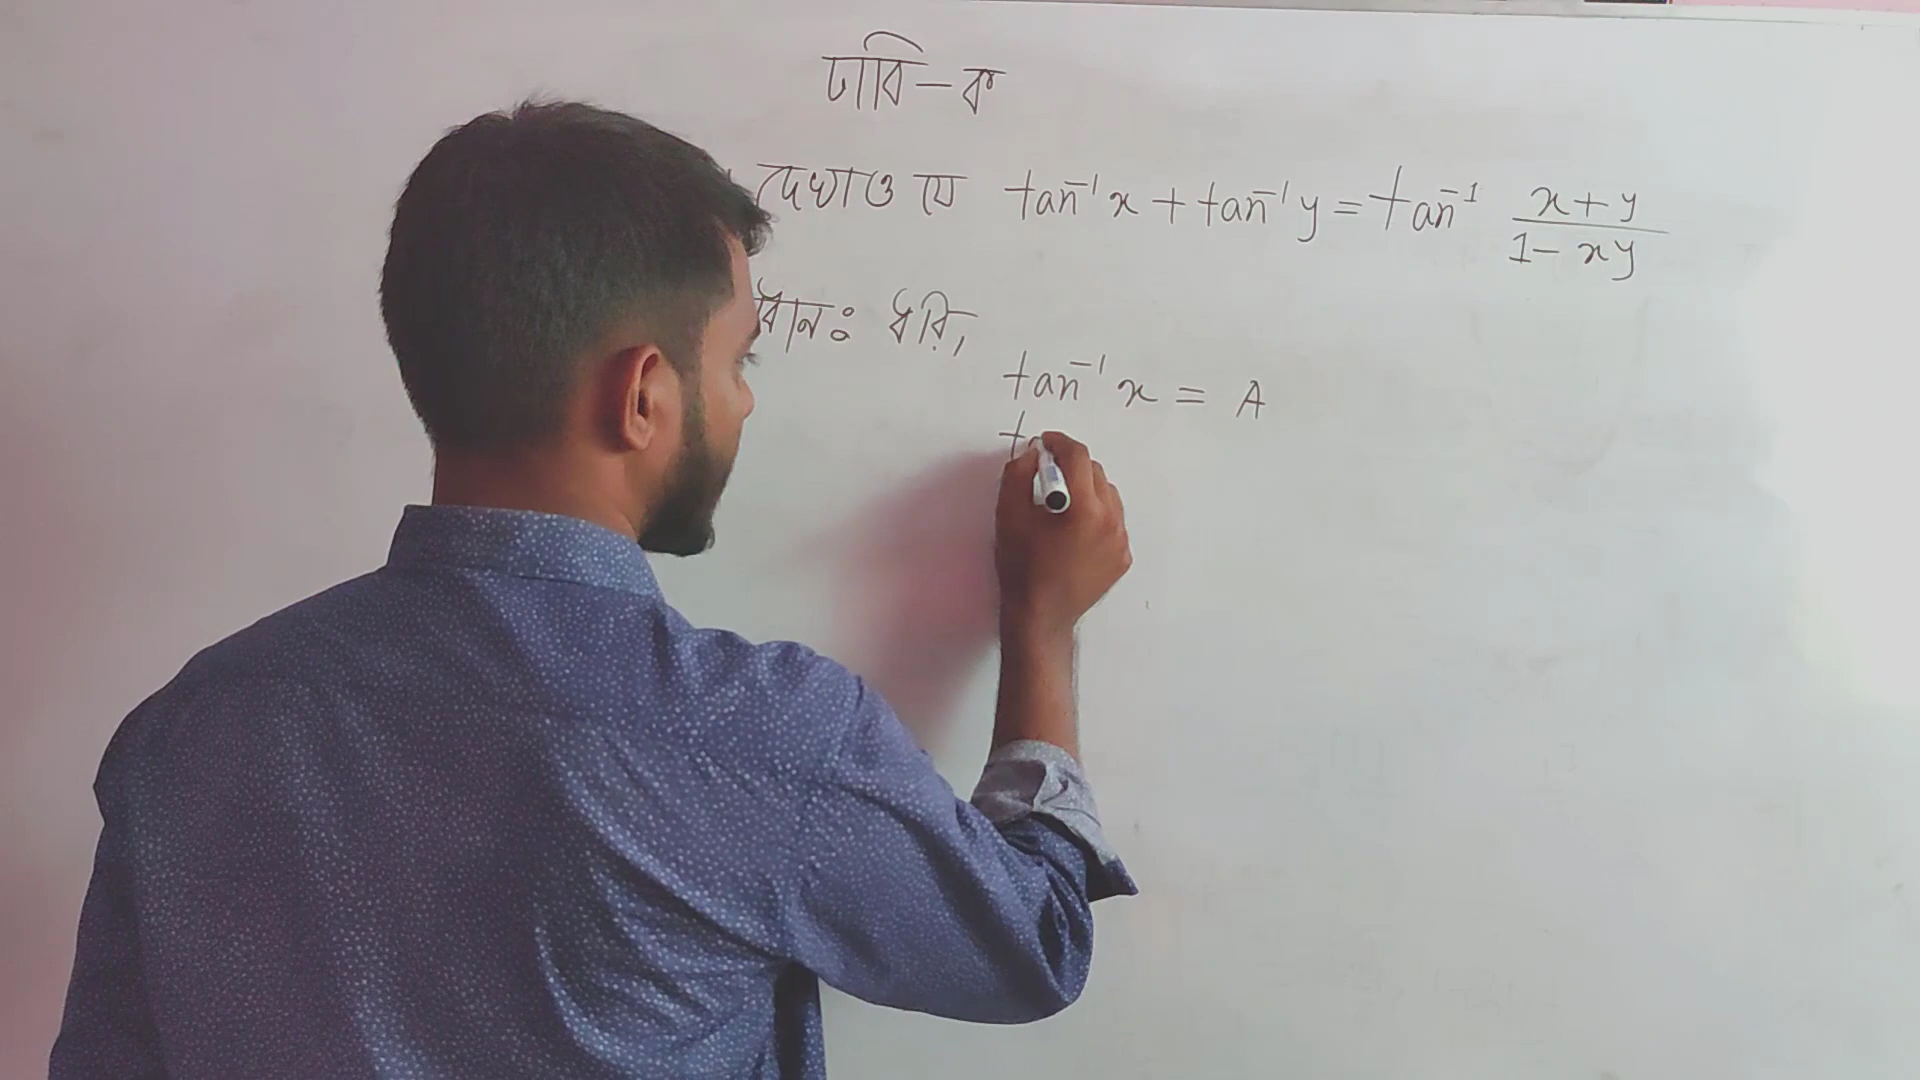 ঢাবি - ক
দেখাও যে tan⁻¹x + tan⁻¹y = tan⁻¹ (x+y)/(1-xy)
ধরি,
tan⁻¹x = A
t